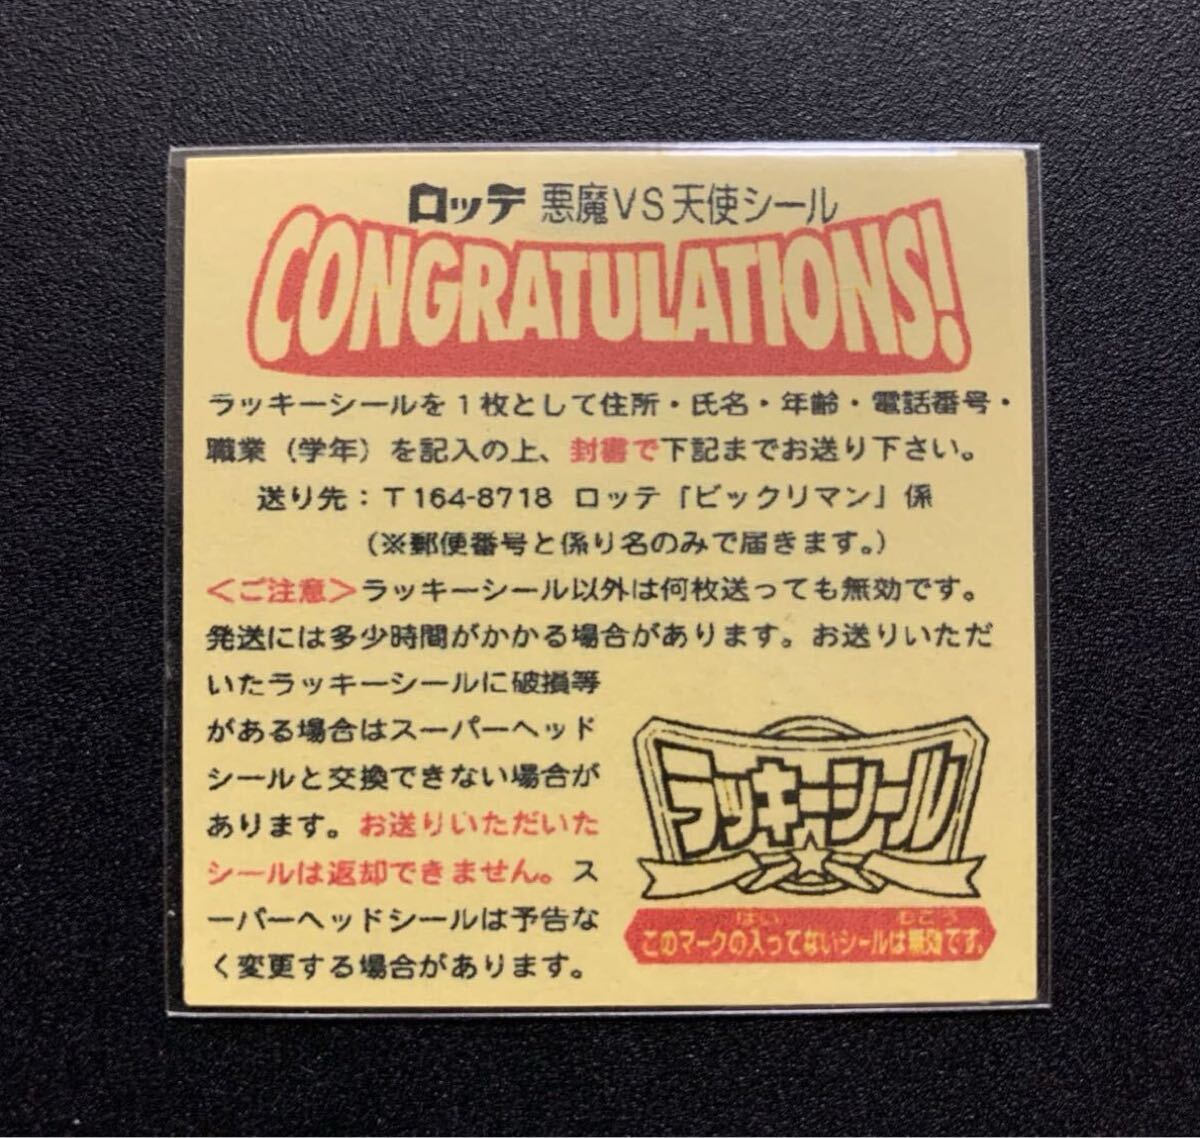 ロッテ 悪魔VS天使シール
CONGRATULATIONS!
ラッキーシールを1枚として住所・氏名・年齢・電話番号・
職業（学年）を記入の上、封書で下記までお送り下さい。
送り先：〒164-8718 ロッテ「ビックリマン」係
（※郵便番号と係り名のみで届きます。）
＜ご注意＞ラッキーシール以外は何枚送っても無効です。
発送には多少時間がかかる場合があります。お送りいただ
いたラッキーシールに破損等
がある場合はスーパーヘッド
シールと交換できない場合が
あります。お送りいただいた
シールは返却できません。ス
ーパーヘッドシールは予告な
く変更する場合があります。
ラッキーシール
はい むこう
このマークの入ってないシールは無効です。